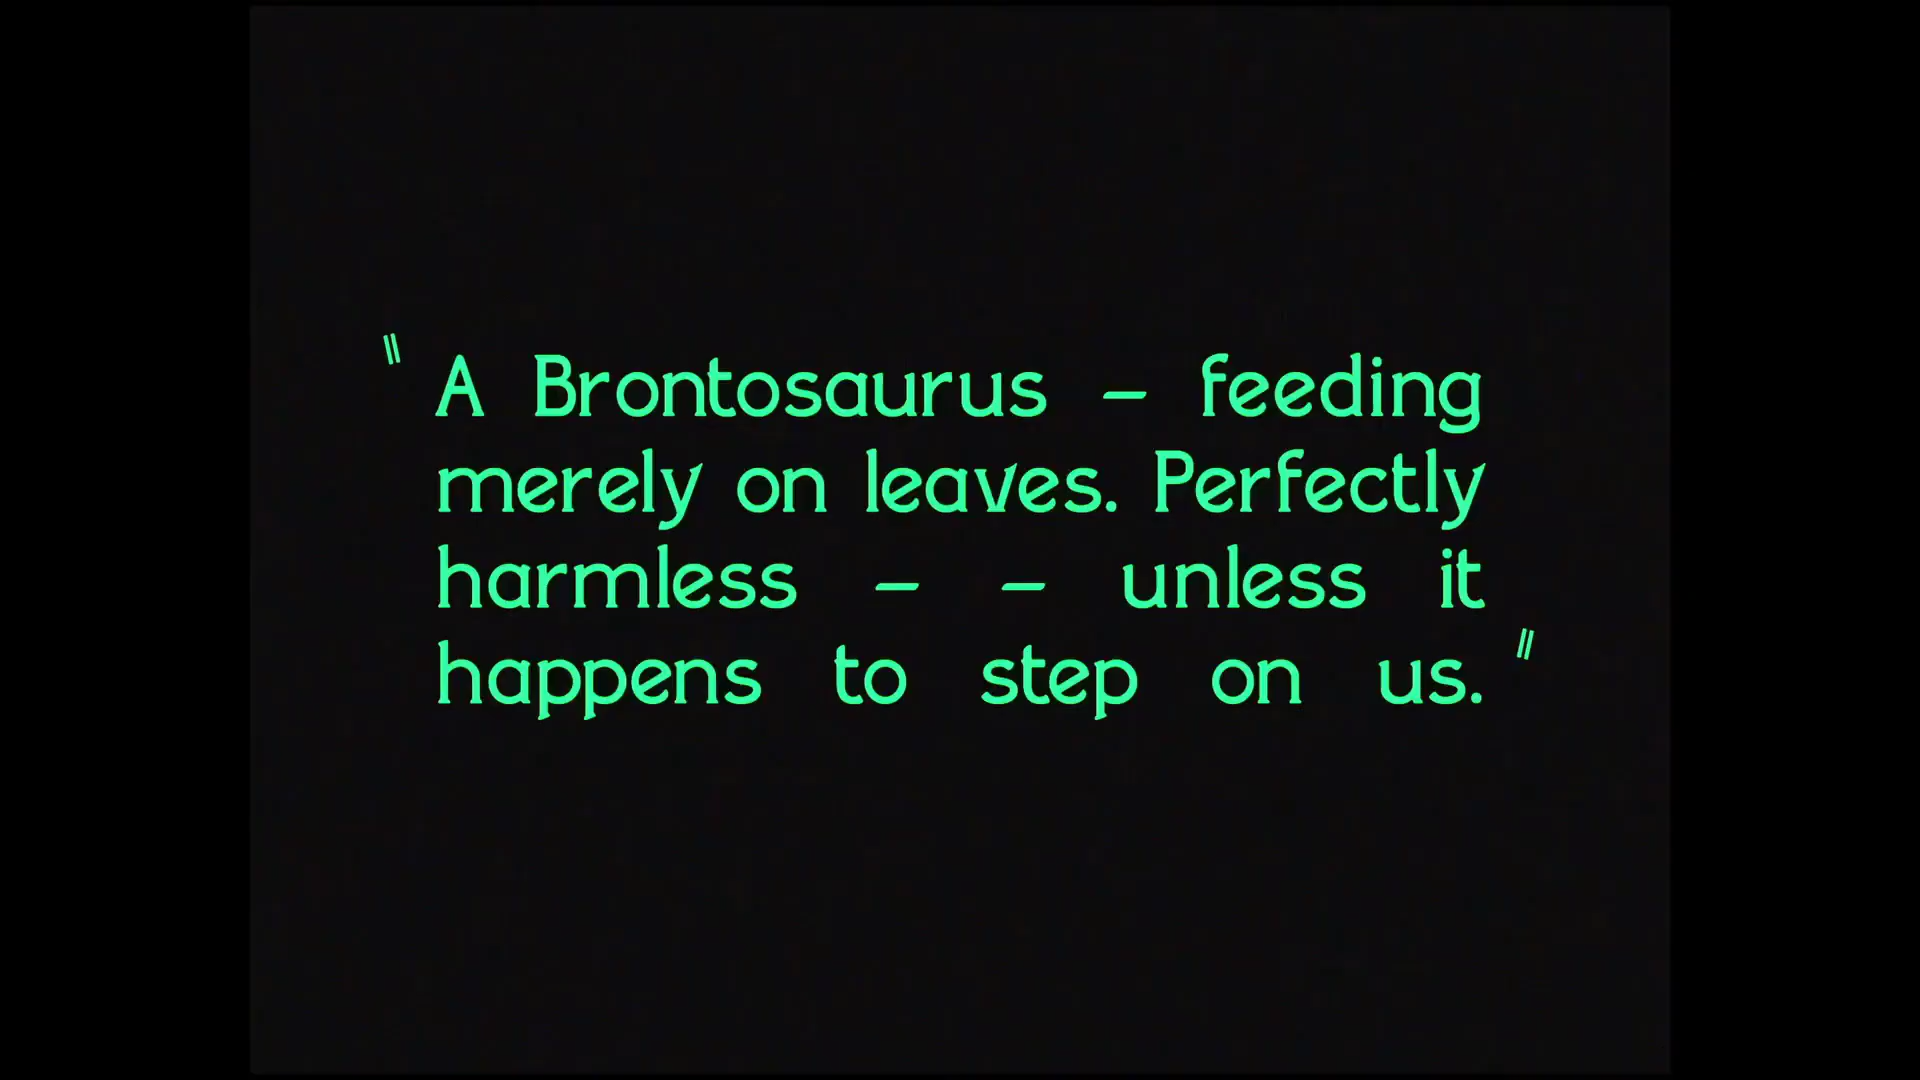 " A Brontosaurus – feeding
merely on leaves. Perfectly
harmless – – unless it
happens to step on us. "